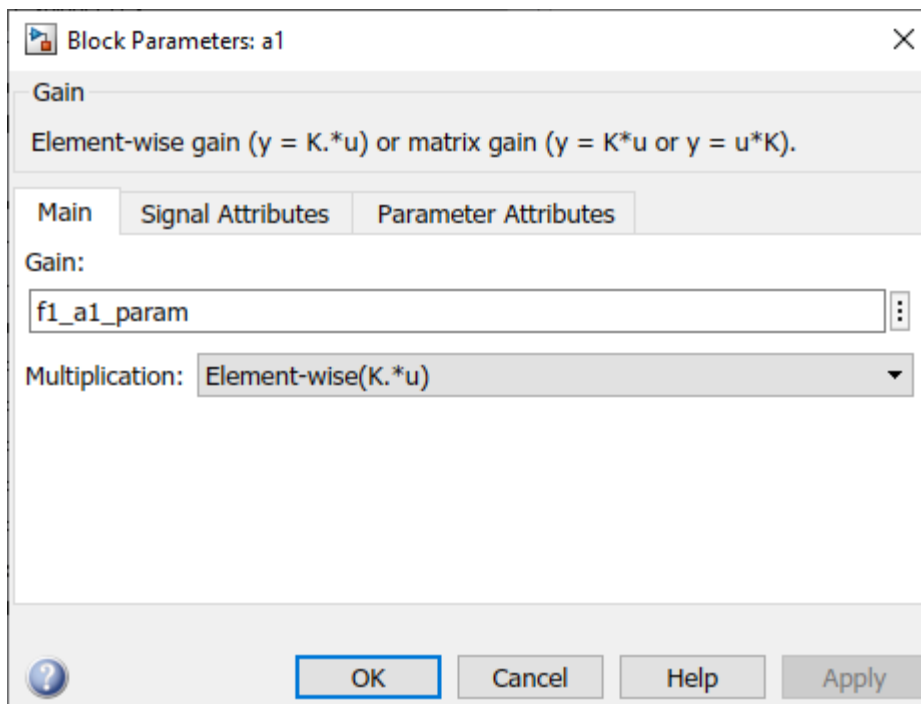 Block Parameters: a1
Gain
Element-wise gain (y = K.*u) or matrix gain (y = K*u or y = u*K).
Main Signal Attributes Parameter Attributes
Gain:
f1_a1_param
Multiplication: Element-wise(K.*u)
? OK Cancel Help Apply